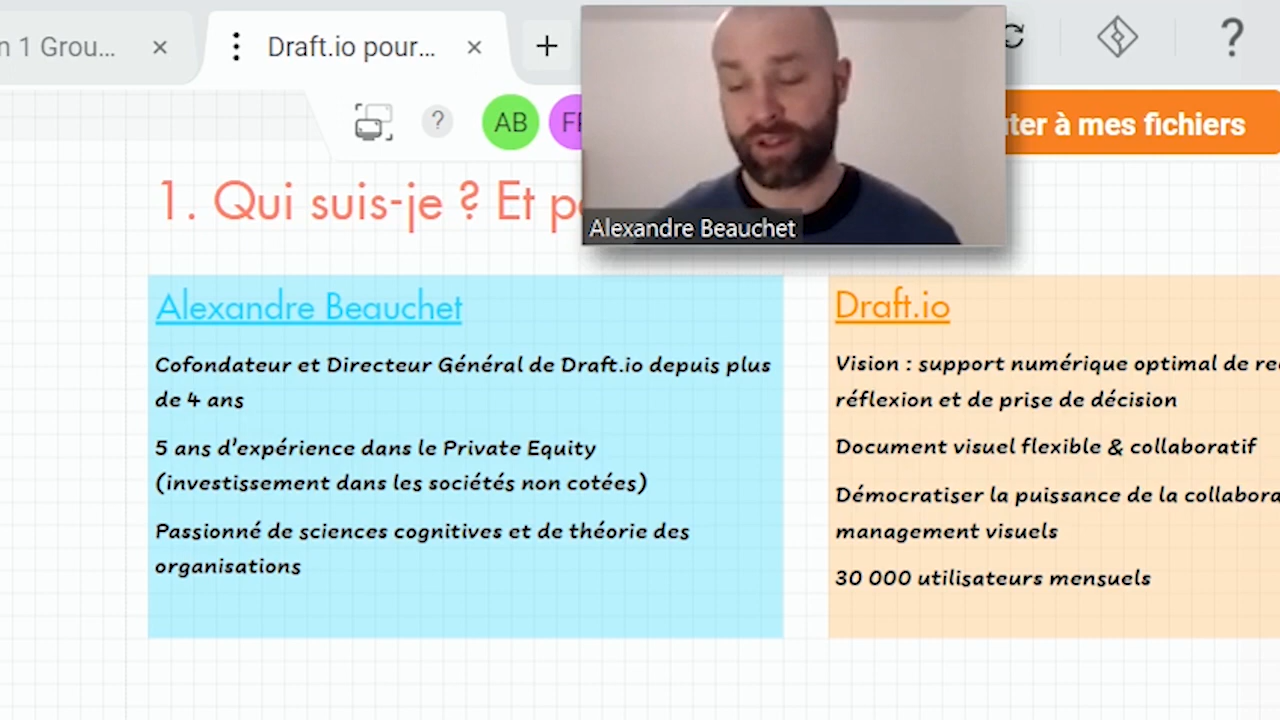 n 1 Grou...
Draft.io pour...
?
?
AB
ter à mes fichiers
1. Qui suis-je ? Et
Alexandre Beauchet
Alexandre Beauchet
Cofondateur et Directeur Général de Draft.io depuis plus
de 4 ans
5 ans d'expérience dans le Private Equity
(investissement dans les sociétés non cotées)
Passionné de sciences cognitives et de théorie des
organisations
Draft.io
Vision : support numérique optimal de
réflexion et de prise de décision
Document visuel flexible & collaboratif
Démocratiser la puissance de la collabora
management visuels
30 000 utilisateurs mensuels